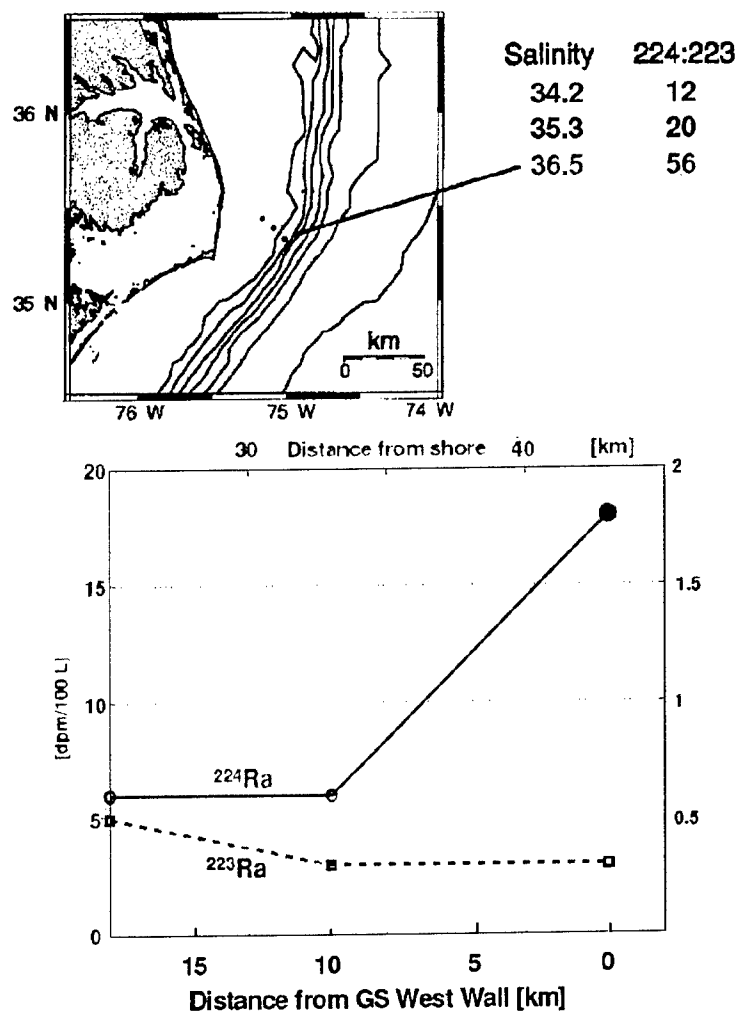 Salinity 224:223
34.2 12
35.3 20
36.5 56
36 N
35 N
km
0 50
76 W 75 W 74 W
30 Distance from shore 40 [km]
20 2
15 1.5
10 1
5 0.5
0
[dpm/100 L]
224Ra
223Ra
15 10 5 0
Distance from GS West Wall [km]